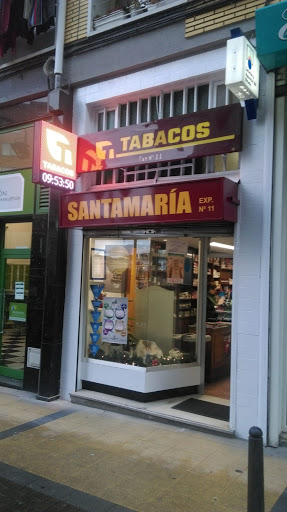 TABACOS
TABACOS
09:53:50
SANTAMARÍA
EXP.
Nº 11